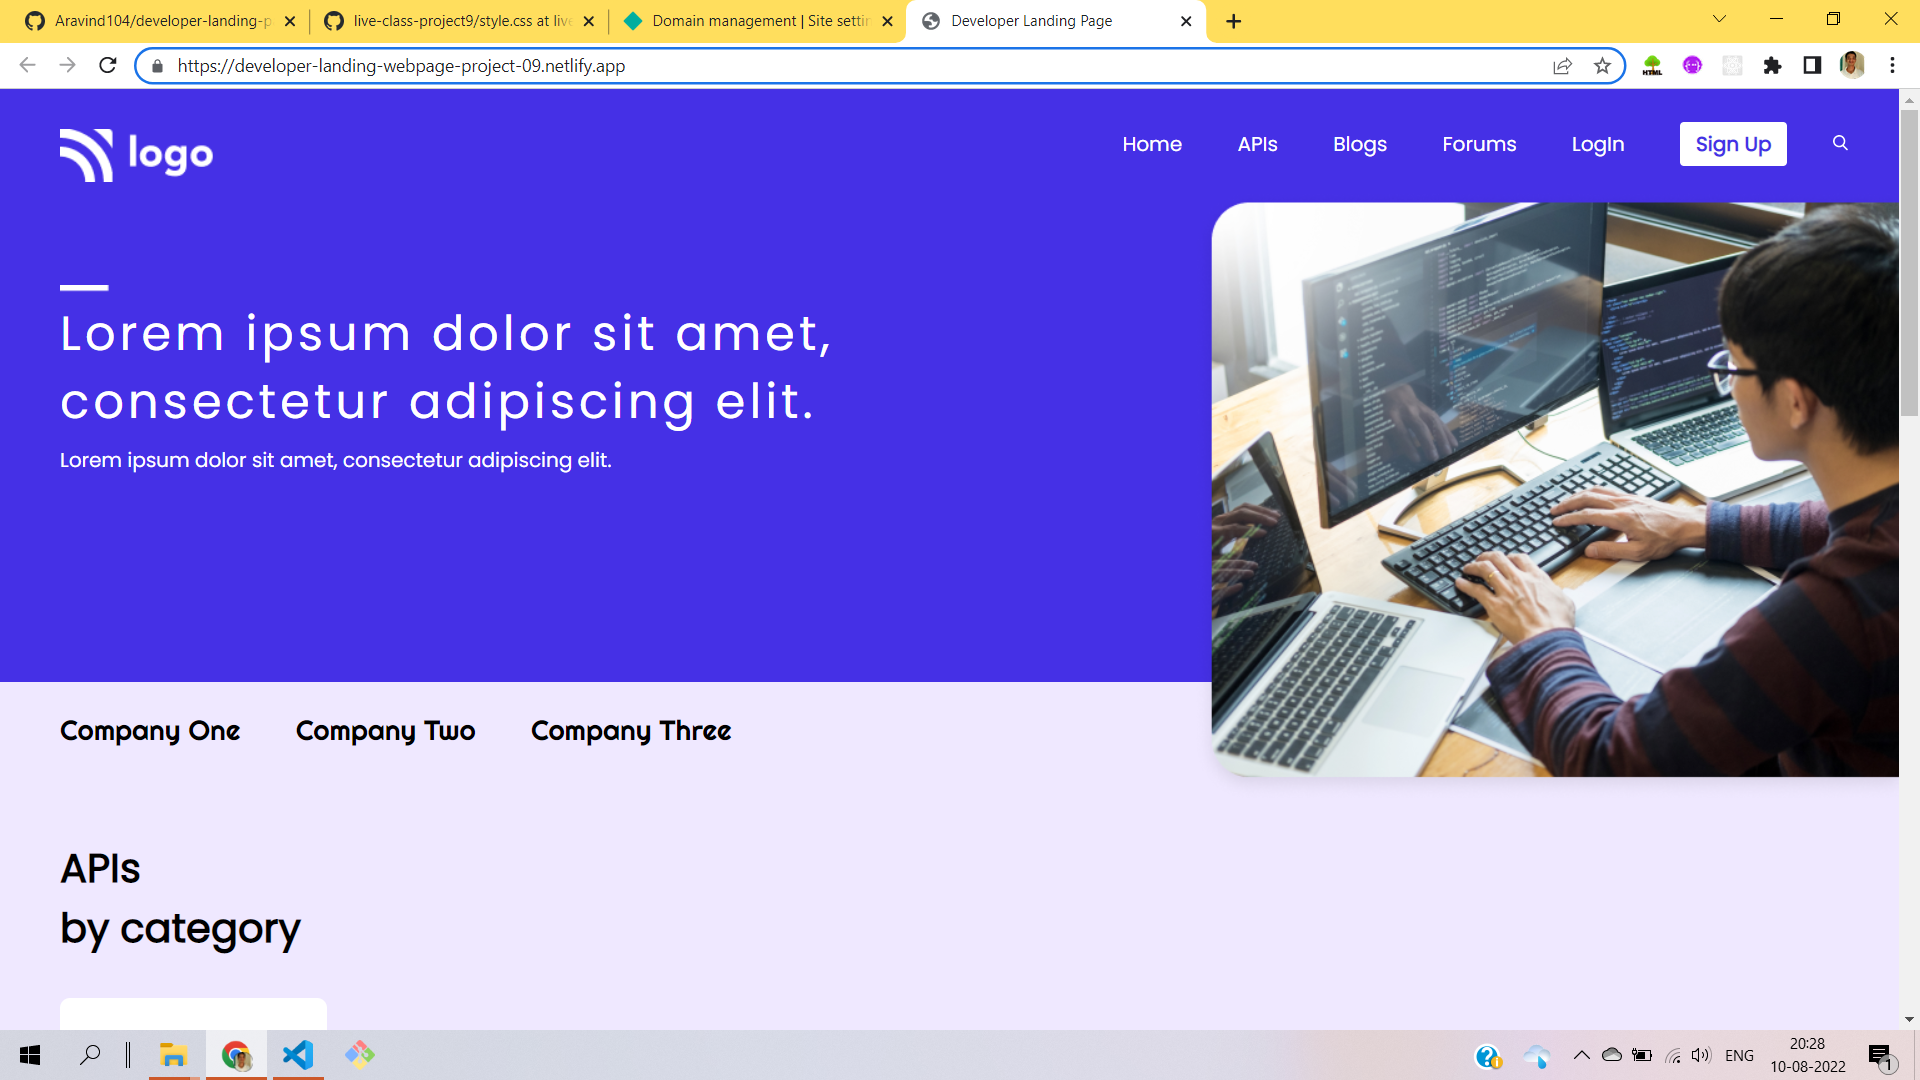 Aravind104/developer-landing-p
live-class-project9/style.css at live
Domain management | Site settin
Developer Landing Page
https://developer-landing-webpage-project-09.netlify.app
HTML
logo
Home
APIs
Blogs
Forums
LogIn
Sign Up
Lorem ipsum dolor sit amet,
consectetur adipiscing elit.
Lorem ipsum dolor sit amet, consectetur adipiscing elit.
Company One
Company Two
Company Three
APIs
by category
ENG
20:28
10-08-2022
1